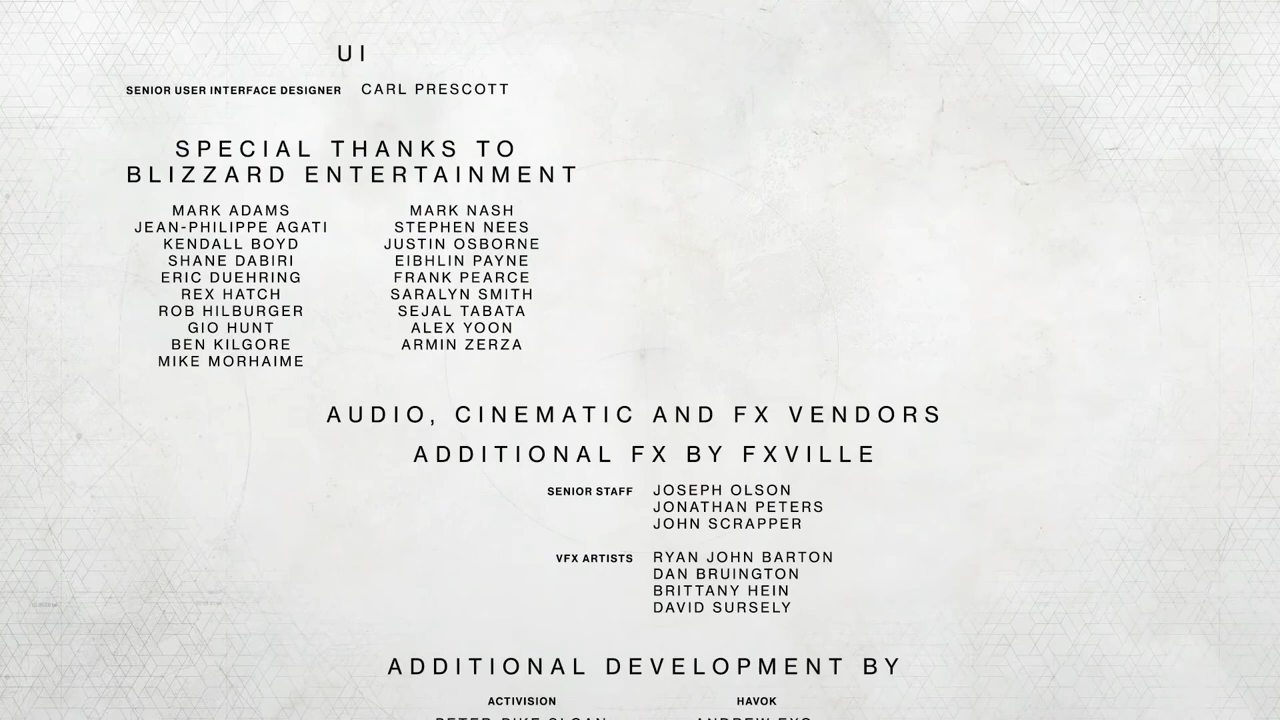 UI
SENIOR USER INTERFACE DESIGNER CARL PRESCOTT
SPECIAL THANKS TO
BLIZZARD ENTERTAINMENT
MARK ADAMS
JEAN-PHILIPPE AGATI
KENDALL BOYD
SHANE DABIRI
ERIC DUEHRING
REX HATCH
ROB HILBURGER
GIO HUNT
BEN KILGORE
MIKE MORHAIME
MARK NASH
STEPHEN NEES
JUSTIN OSBORNE
EIBHLIN PAYNE
FRANK PEARCE
SARALYN SMITH
SEJAL TABATA
ALEX YOON
ARMIN ZERZA
AUDIO, CINEMATIC AND FX VENDORS
ADDITIONAL FX BY FXVILLE
SENIOR STAFF JOSEPH OLSON
JONATHAN PETERS
JOHN SCRAPPER
VFX ARTISTS RYAN JOHN BARTON
DAN BRUINGTON
BRITTANY HEIN
DAVID SURSELY
ADDITIONAL DEVELOPMENT BY
ACTIVISION
HAVOK